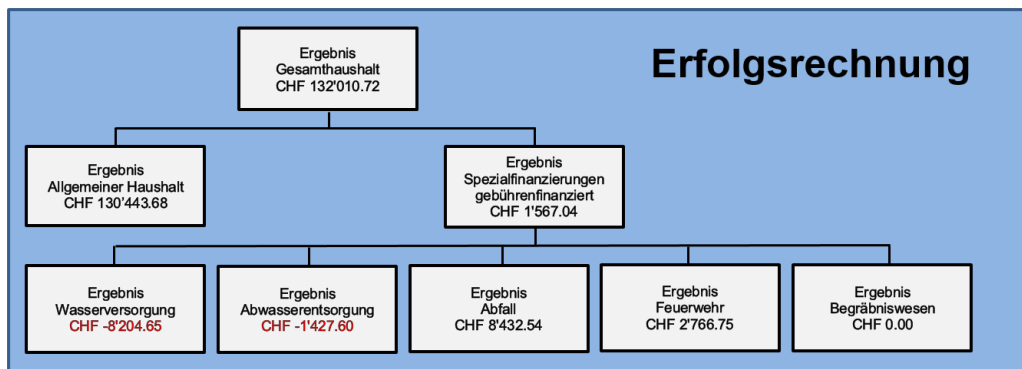 Erfolgsrechnung
Ergebnis
Gesamthaushalt
CHF 132'010.72
Ergebnis
Allgemeiner Haushalt
CHF 130'443.68
Ergebnis
Spezialfinanzierungen
gebührenfinanziert
CHF 1'567.04
Ergebnis
Wasserversorgung
CHF -8'204.65
Ergebnis
Abwasserentsorgung
CHF -1'427.60
Ergebnis
Abfall
CHF 8'432.54
Ergebnis
Feuerwehr
CHF 2'766.75
Ergebnis
Begräbniswesen
CHF 0.00